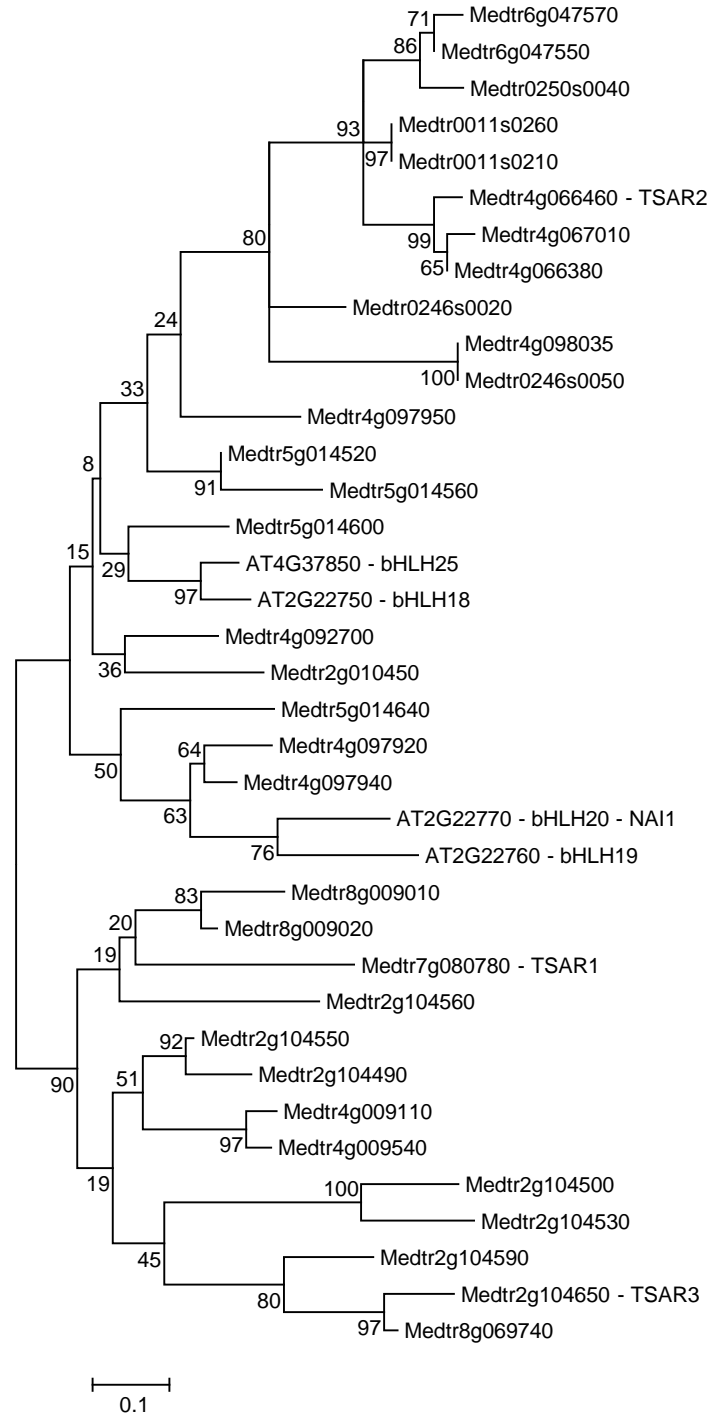 71
Medtr6g047570
86
Medtr6g047550
Medtr0250s0040
93
Medtr0011s0260
97
Medtr0011s0210
Medtr4g066460 - TSAR2
80
99
Medtr4g067010
65
Medtr4g066380
Medtr0246s0020
24
Medtr4g098035
100
Medtr0246s0050
33
Medtr4g097950
Medtr5g014520
8
91
Medtr5g014560
Medtr5g014600
15
29
AT4G37850 - bHLH25
97
AT2G22750 - bHLH18
Medtr4g092700
36
Medtr2g010450
Medtr5g014640
64
Medtr4g097920
50
Medtr4g097940
63
AT2G22770 - bHLH20 - NAI1
76
AT2G22760 - bHLH19
83
Medtr8g009010
20
Medtr8g009020
19
Medtr7g080780 - TSAR1
Medtr2g104560
92
Medtr2g104550
51
Medtr2g104490
90
Medtr4g009110
97
Medtr4g009540
19
100
Medtr2g104500
Medtr2g104530
45
Medtr2g104590
80
Medtr2g104650 - TSAR3
97
Medtr8g069740
0.1